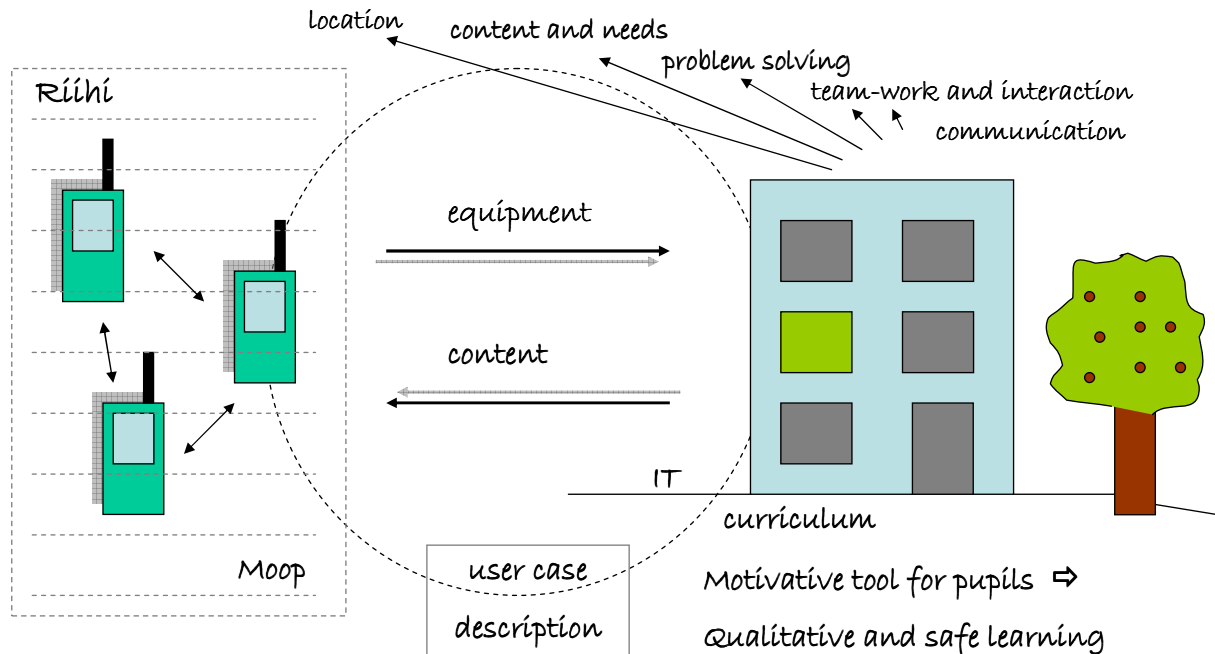 location
content and needs
problem solving
team-work and interaction
communication
Riihi
equipment
content
IT
curriculum
Moop
user case
description
Motivative tool for pupils ⇨
Qualitative and safe learning